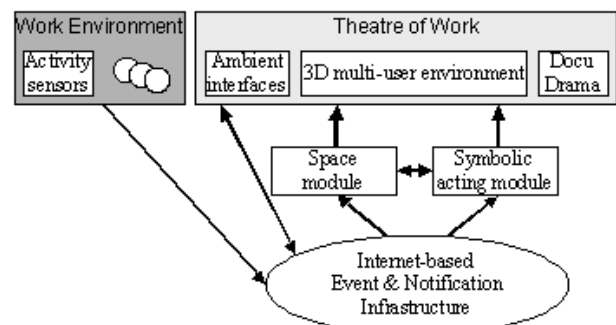 Work Environment
Activity
sensors
Theatre of Work
Ambient
interfaces
3D multi-user environment
Docu
Drama
Space
module
Symbolic
acting module
Internet-based
Event & Notification
Infrastructure